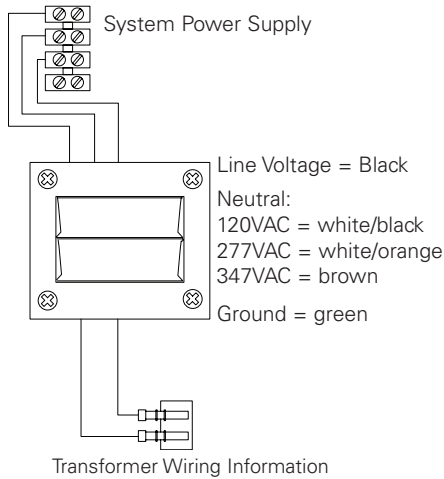 System Power Supply
Line Voltage = Black
Neutral:
120VAC = white/black
277VAC = white/orange
347VAC = brown
Ground = green
Transformer Wiring Information